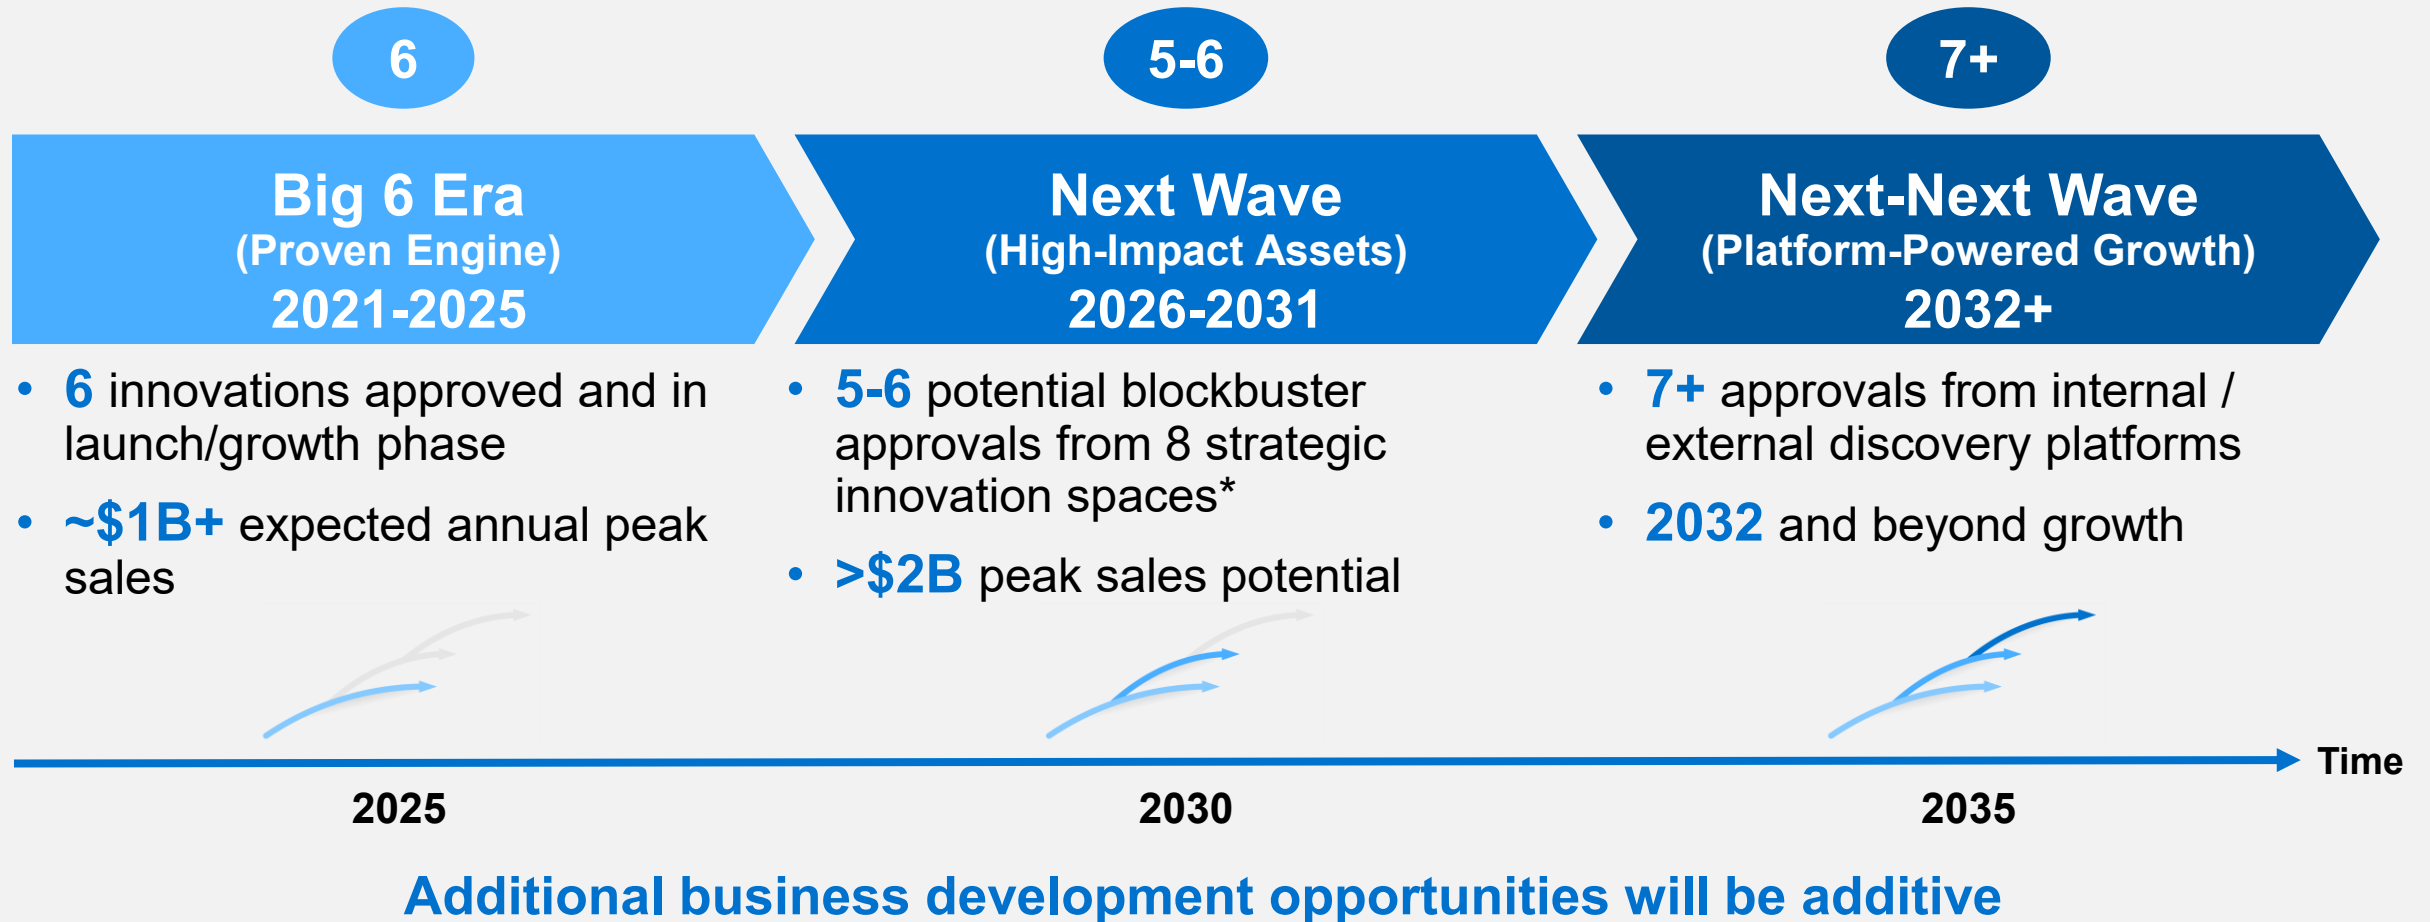 6
Big 6 Era
(Proven Engine)
2021-2025
• 6 innovations approved and in
launch/growth phase
• ~$1B+ expected annual peak
sales
5-6
Next Wave
(High-Impact Assets)
2026-2031
• 5-6 potential blockbuster
approvals from 8 strategic
innovation spaces*
• >$2B peak sales potential
7+
Next-Next Wave
(Platform-Powered Growth)
2032+
• 7+ approvals from internal /
external discovery platforms
• 2032 and beyond growth
Time
2025
2030
2035
Additional business development opportunities will be additive